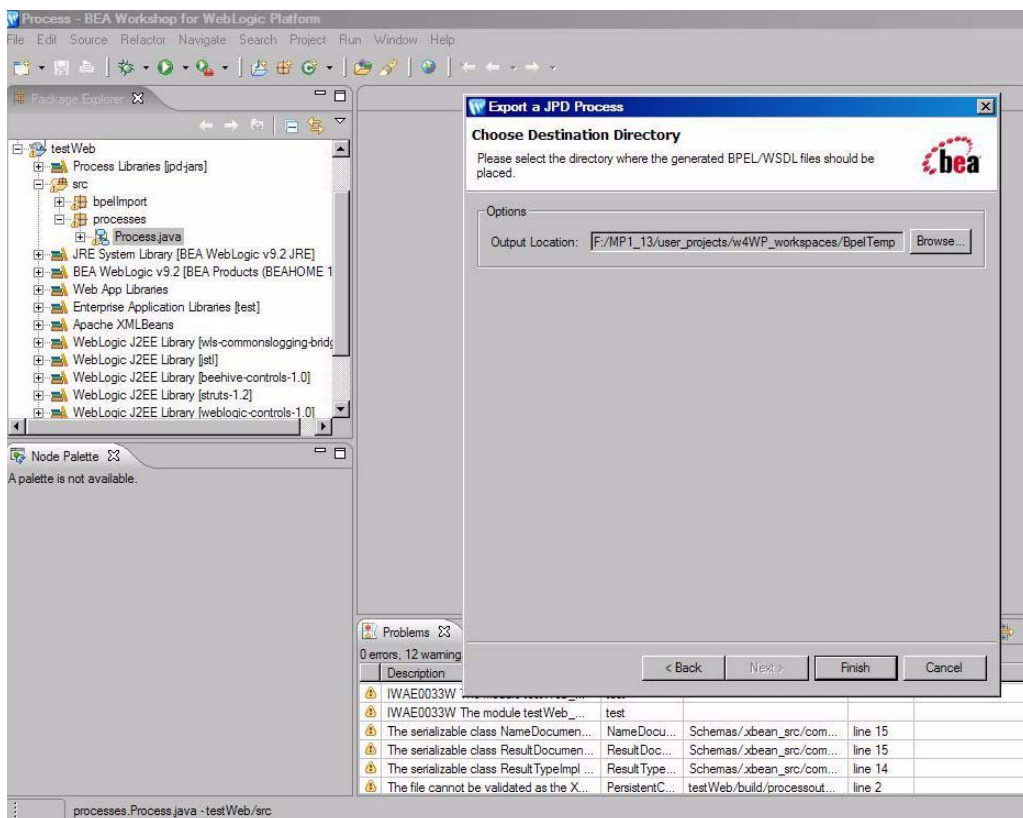 Process - BEA Workshop for WebLogic Platform
File Edit Source Refactor Navigate Search Project Run Window Help
Package Explorer
testWeb
Process Libraries [jpd-jars]
src
bpelImport
processes
Process.java
JRE System Library [BEA WebLogic v9.2 JRE]
BEA WebLogic v9.2 [BEA Products (BEAHOME 1
Web App Libraries
Enterprise Application Libraries [test]
Apache XMLBeans
WebLogic J2EE Library [wls-commonslogging-bridg
WebLogic J2EE Library [jstl]
WebLogic J2EE Library [beehive-controls-1.0]
WebLogic J2EE Library [struts-1.2]
WebLogic J2EE Library [weblogic-controls-1.0]
Node Palette
A palette is not available.
Export a JPD Process
Choose Destination Directory
Please select the directory where the generated BPEL/WSDL files should be
placed.
bea
Options
Output Location: F:/MP1_13/user_projects/w4WP_workspaces/BpelTemp Browse...
< Back Next > Finish Cancel
Problems
0 errors, 12 warning
Description
IWAE0033W The module testWeb_... test
IWAE0033W The module testWeb_... test
The serializable class NameDocumen... NameDocu... Schemas/.xbean_src/com... line 15
The serializable class ResultDocumen... ResultDoc... Schemas/.xbean_src/com... line 15
The serializable class ResultTypeImpl ... ResultType... Schemas/.xbean_src/com... line 14
The file cannot be validated as the X... PersistentC... testWeb/build/processout... line 2
processes.Process.java - testWeb/src